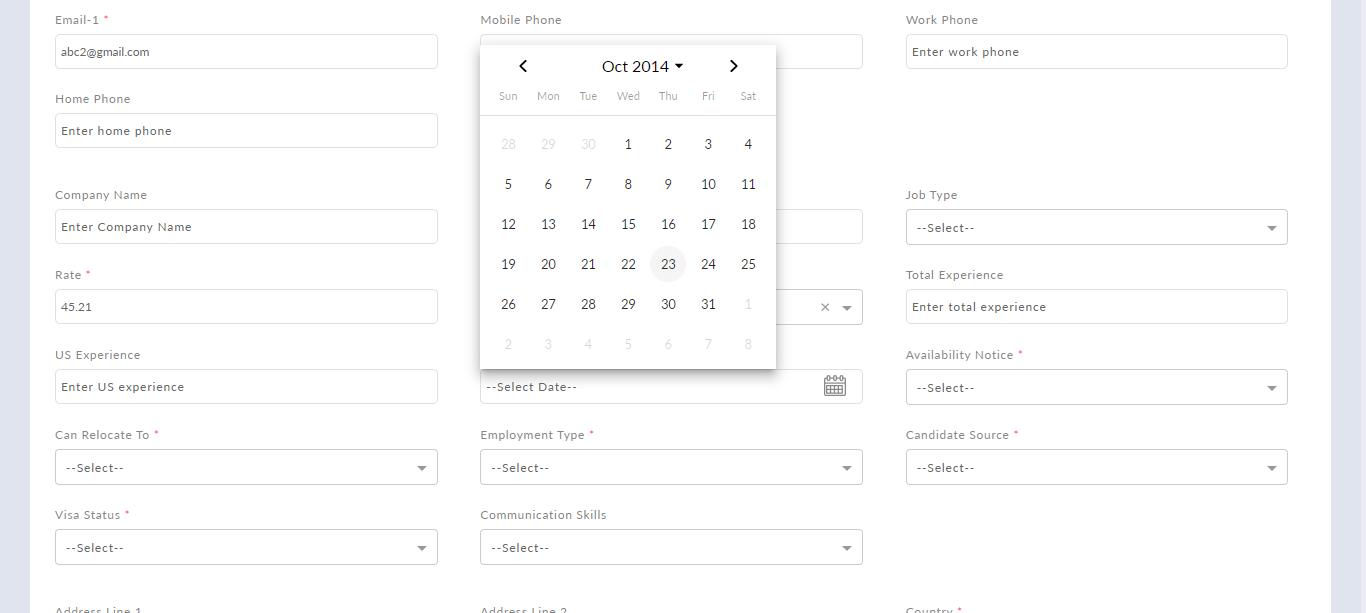 Email-1 *
Mobile Phone
Work Phone
abc2@gmail.com
Enter work phone
Oct 2014
Home Phone
Sun Mon Tue Wed Thu Fri Sat
Enter home phone
28 29 30 1 2 3 4
5 6 7 8 9 10 11
Company Name
Job Type
Enter Company Name
12 13 14 15 16 17 18
--Select--
19 20 21 22 23 24 25
Rate *
Total Experience
45.21
26 27 28 29 30 31 1
Enter total experience
2 3 4 5 6 7 8
US Experience
Availability Notice *
Enter US experience
--Select Date--
--Select--
Can Relocate To *
Employment Type *
Candidate Source *
--Select--
--Select--
--Select--
Visa Status *
Communication Skills
--Select--
--Select--
Address Line 1
Address Line 2
Country *